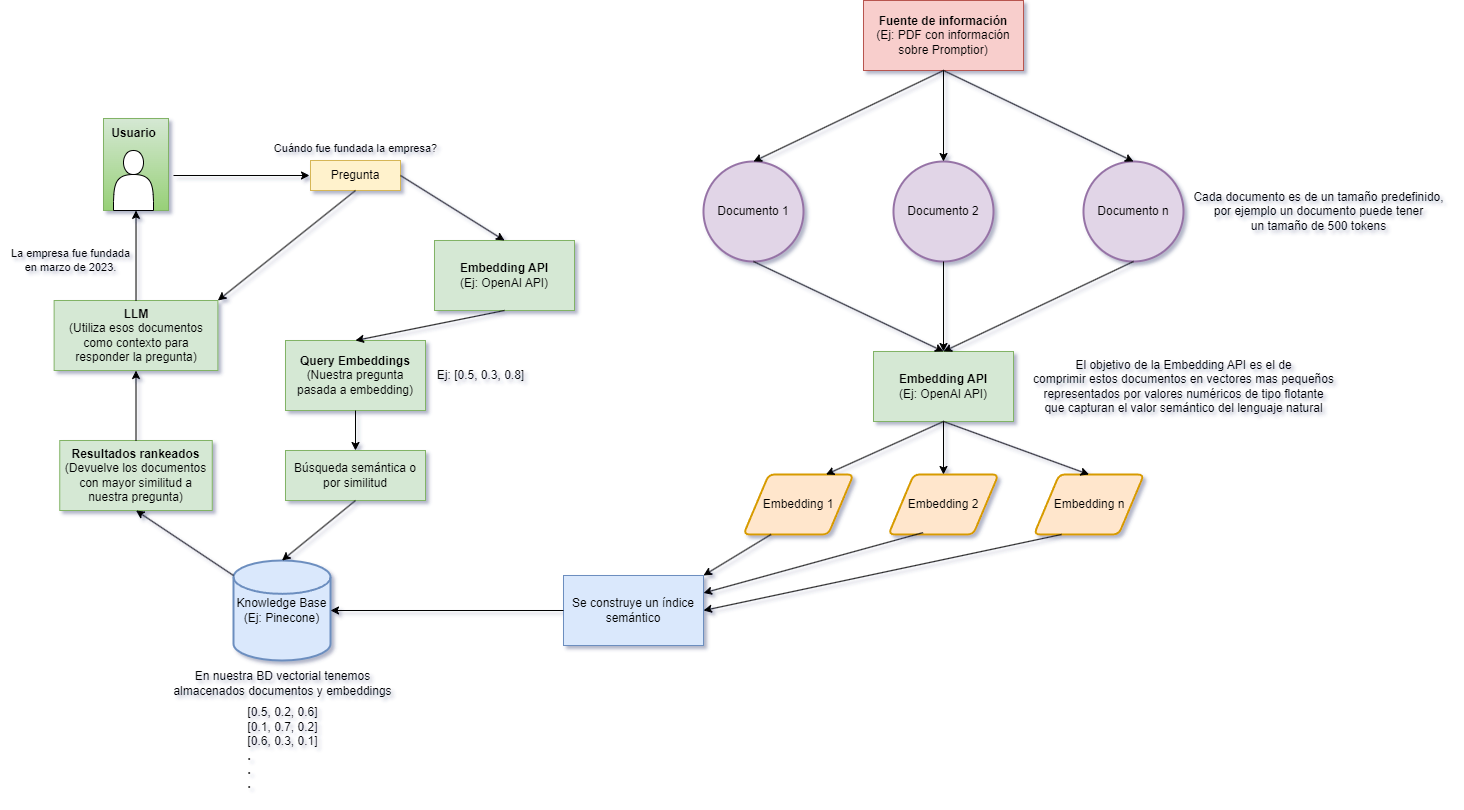 Fuente de información
(Ej: PDF con información
sobre Promptior)
Usuario
Cuándo fue fundada la empresa?
Pregunta
Documento 1
Documento 2
Documento n
Cada documento es de un tamaño predefinido,
por ejemplo un documento puede tener
un tamaño de 500 tokens
La empresa fue fundada
en marzo de 2023.
Embedding API
(Ej: OpenAI API)
LLM
(Utiliza esos documentos
como contexto para
responder la pregunta)
Query Embeddings
(Nuestra pregunta
pasada a embedding)
Ej: [0.5, 0.3, 0.8]
Embedding API
(Ej: OpenAI API)
El objetivo de la Embedding API es el de
comprimir estos documentos en vectores mas pequeños
representados por valores numéricos de tipo flotante
que capturan el valor semántico del lenguaje natural
Resultados rankeados
(Devuelve los documentos
con mayor similitud a
nuestra pregunta)
Búsqueda semántica o
por similitud
Embedding 1
Embedding 2
Embedding n
Knowledge Base
(Ej: Pinecone)
Se construye un índice
semántico
En nuestra BD vectorial tenemos
almacenados documentos y embeddings
[0.5, 0.2, 0.6]
[0.1, 0.7, 0.2]
[0.6, 0.3, 0.1]
.
.
.